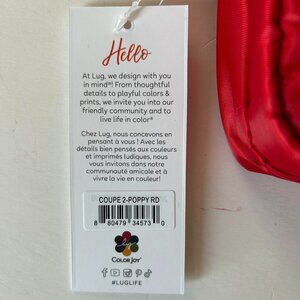 Hello
At Lug, we design with you
in mind®! From thoughtful
details to playful colors &
prints, we invite you into our
friendly community and to
live life in color®
Chez Lug, nous concevons en
pensant à vous ! Avec les
détails bien pensés aux couleurs
et imprimés ludiques, nous
vous invitons dans notre
communauté amicale et à
vivre la vie en couleur!
COUPE 2-POPPY RD
8 80479 34573 0
COLOR JOY
#LUGLIFE